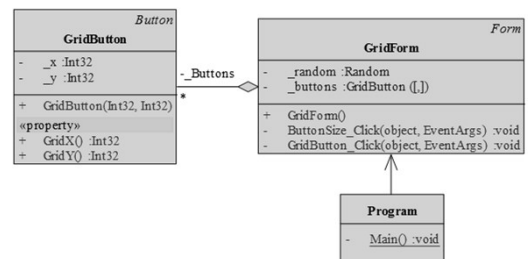 Button
GridButton
- _x :Int32
- _y :Int32
+ GridButton(Int32, Int32)
«property»
+ GridX() :Int32
+ GridY() :Int32
-_Buttons
*
Form
GridForm
- _random :Random
- _buttons :GridButton ([,])
+ GridForm()
- ButtonSize_Click(object, EventArgs) :void
- GridButton_Click(object, EventArgs) :void
Program
- Main() :void